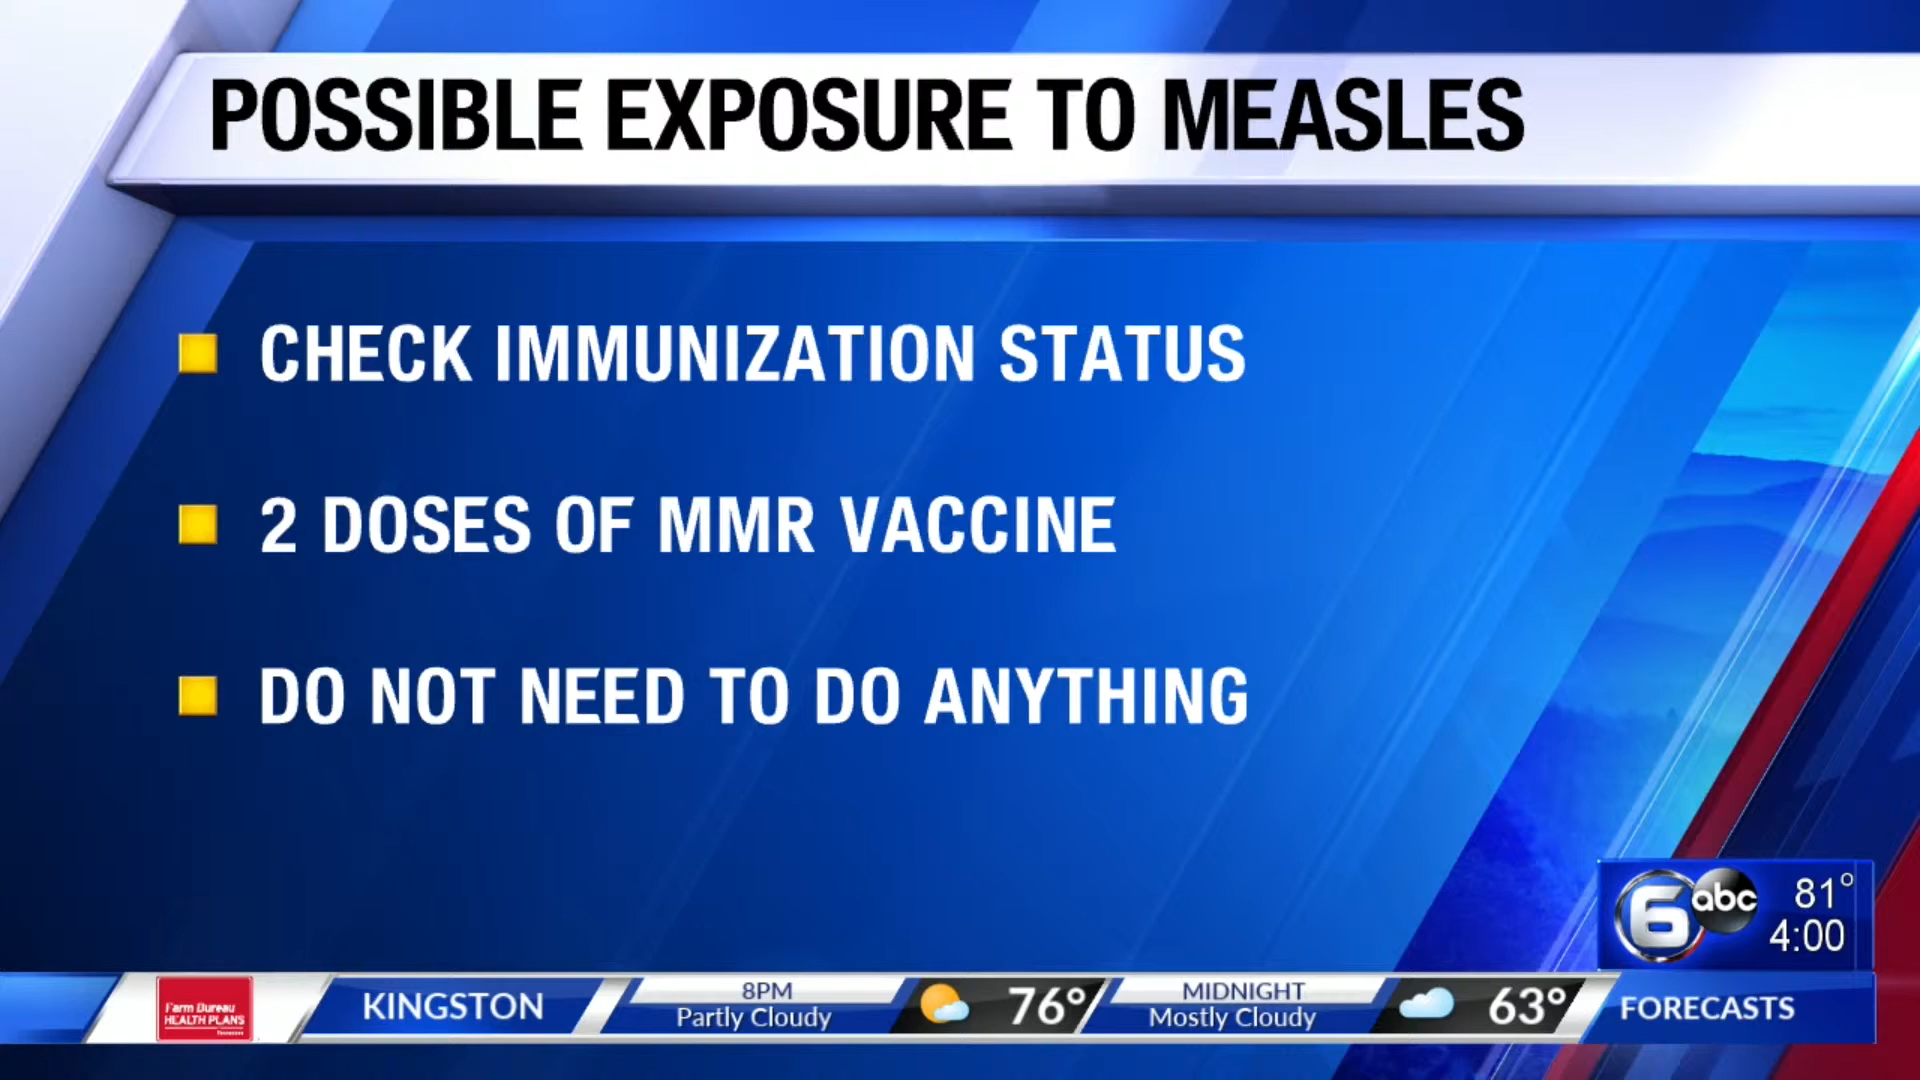 POSSIBLE EXPOSURE TO MEASLES
CHECK IMMUNIZATION STATUS
2 DOSES OF MMR VACCINE
DO NOT NEED TO DO ANYTHING
6 abc 81°
4:00
Farm Bureau
HEALTH PLANS
Tennessee
KINGSTON
8PM
Partly Cloudy
76°
MIDNIGHT
Mostly Cloudy
63°
FORECASTS